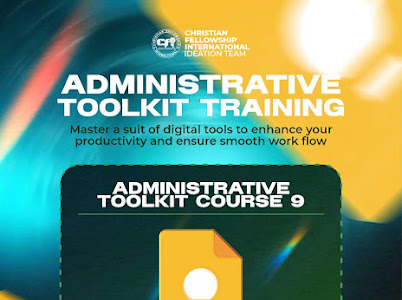 CHRISTIAN
FELLOWSHIP
INTERNATIONAL
IDEATION TEAM
cfi
ADMINISTRATIVE
TOOLKIT TRAINING
Master a suit of digital tools to enhance your
productivity and ensure smooth work flow
ADMINISTRATIVE
TOOLKIT COURSE 9